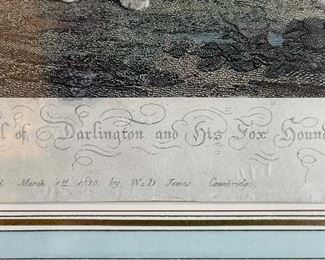 of Darlington and His Fox Hound
March 1st 1810. by W & D Jones. Cambridge.